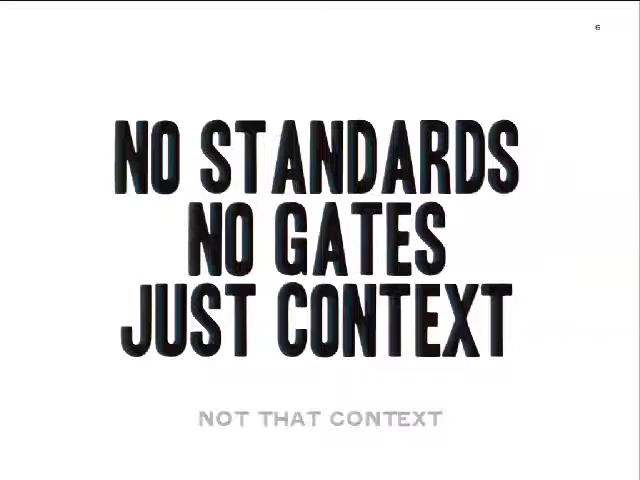 6
NO STANDARDS
NO GATES
JUST CONTEXT
NOT THAT CONTEXT